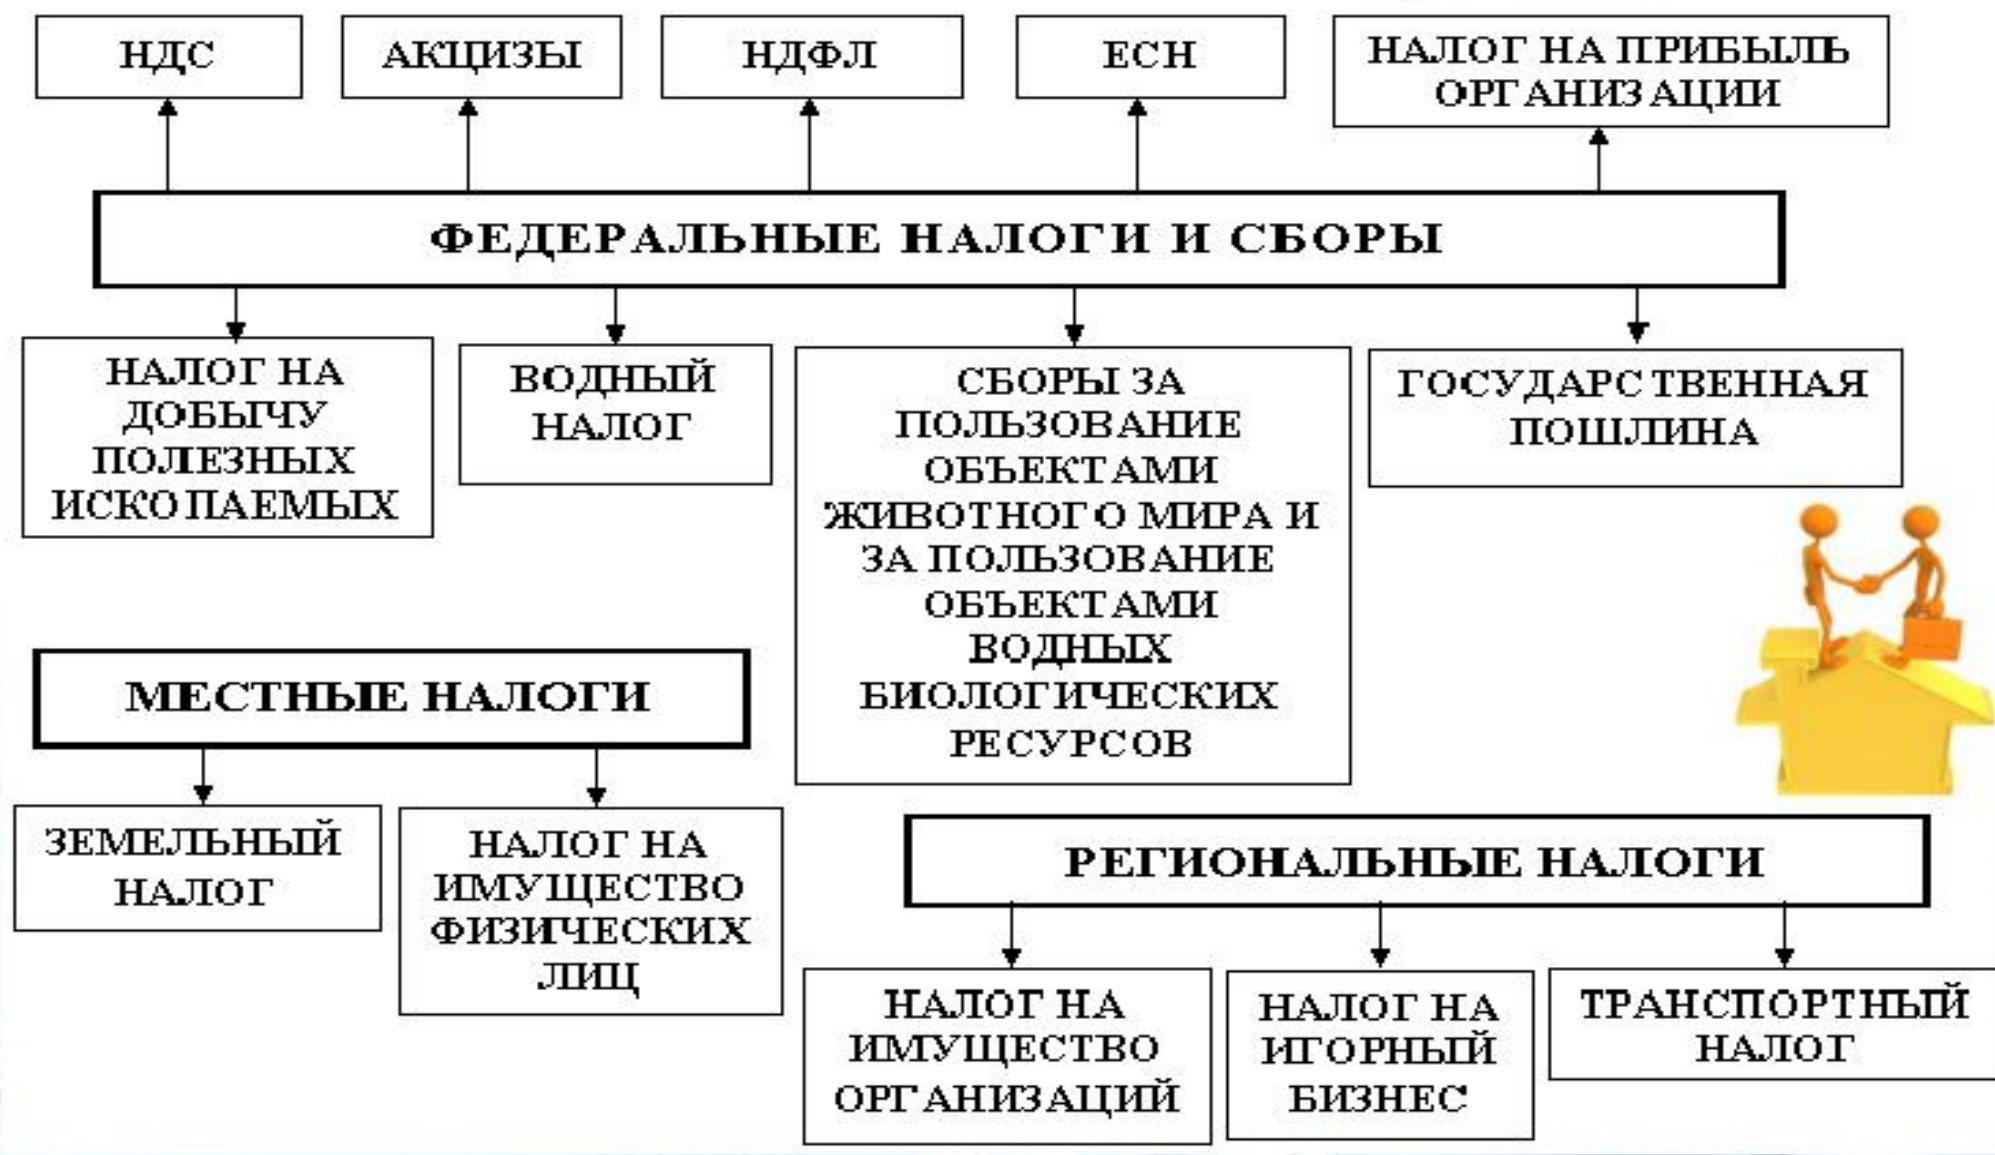 НДС
АКЦИЗЫ
НДФЛ
ЕСН
НАЛОГ НА ПРИБЫЛЬ
ОРГАНИЗАЦИИ
ФЕДЕРАЛЬНЫЕ НАЛОГИ И СБОРЫ
НАЛОГ НА
ДОБЫЧУ
ПОЛЕЗНЫХ
ИСКОПАЕМЫХ
ВОДНЫЙ
НАЛОГ
СБОРЫ ЗА
ПОЛЬЗОВАНИЕ
ОБЪЕКТАМИ
ЖИВОТНОГО МИРА И
ЗА ПОЛЬЗОВАНИЕ
ОБЪЕКТАМИ
ВОДНЫХ
БИОЛОГИЧЕСКИХ
РЕСУРСОВ
ГОСУДАРСТВЕННАЯ
ПОШЛИНА
МЕСТНЫЕ НАЛОГИ
ЗЕМЕЛЬНЫЙ
НАЛОГ
НАЛОГ НА
ИМУЩЕСТВО
ФИЗИЧЕСКИХ
ЛИЦ
РЕГИОНАЛЬНЫЕ НАЛОГИ
НАЛОГ НА
ИМУЩЕСТВО
ОРГАНИЗАЦИЙ
НАЛОГ НА
ИГОРНЫЙ
БИЗНЕС
ТРАНСПОРТНЫЙ
НАЛОГ